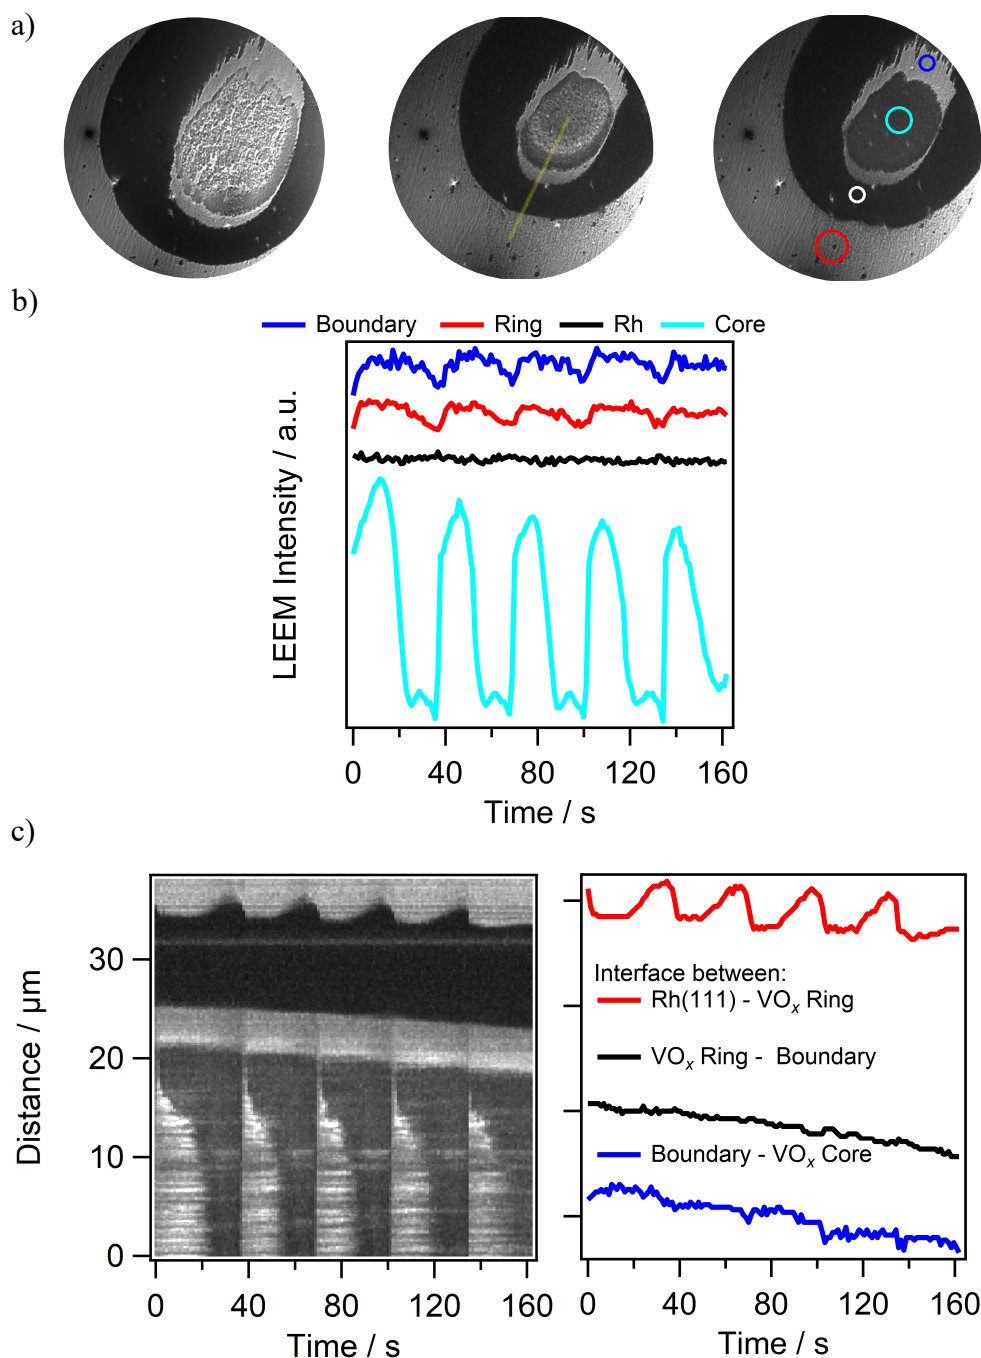 a)
b)
Boundary Ring Rh Core
LEEM Intensity / a.u.
0 40 80 120 160
Time / s
c)
Distance / μm
30
20
10
0
0 40 80 120 160
Time / s
Interface between:
Rh(111) - VOₓ Ring
VOₓ Ring - Boundary
Boundary - VOₓ Core
0 40 80 120 160
Time / s